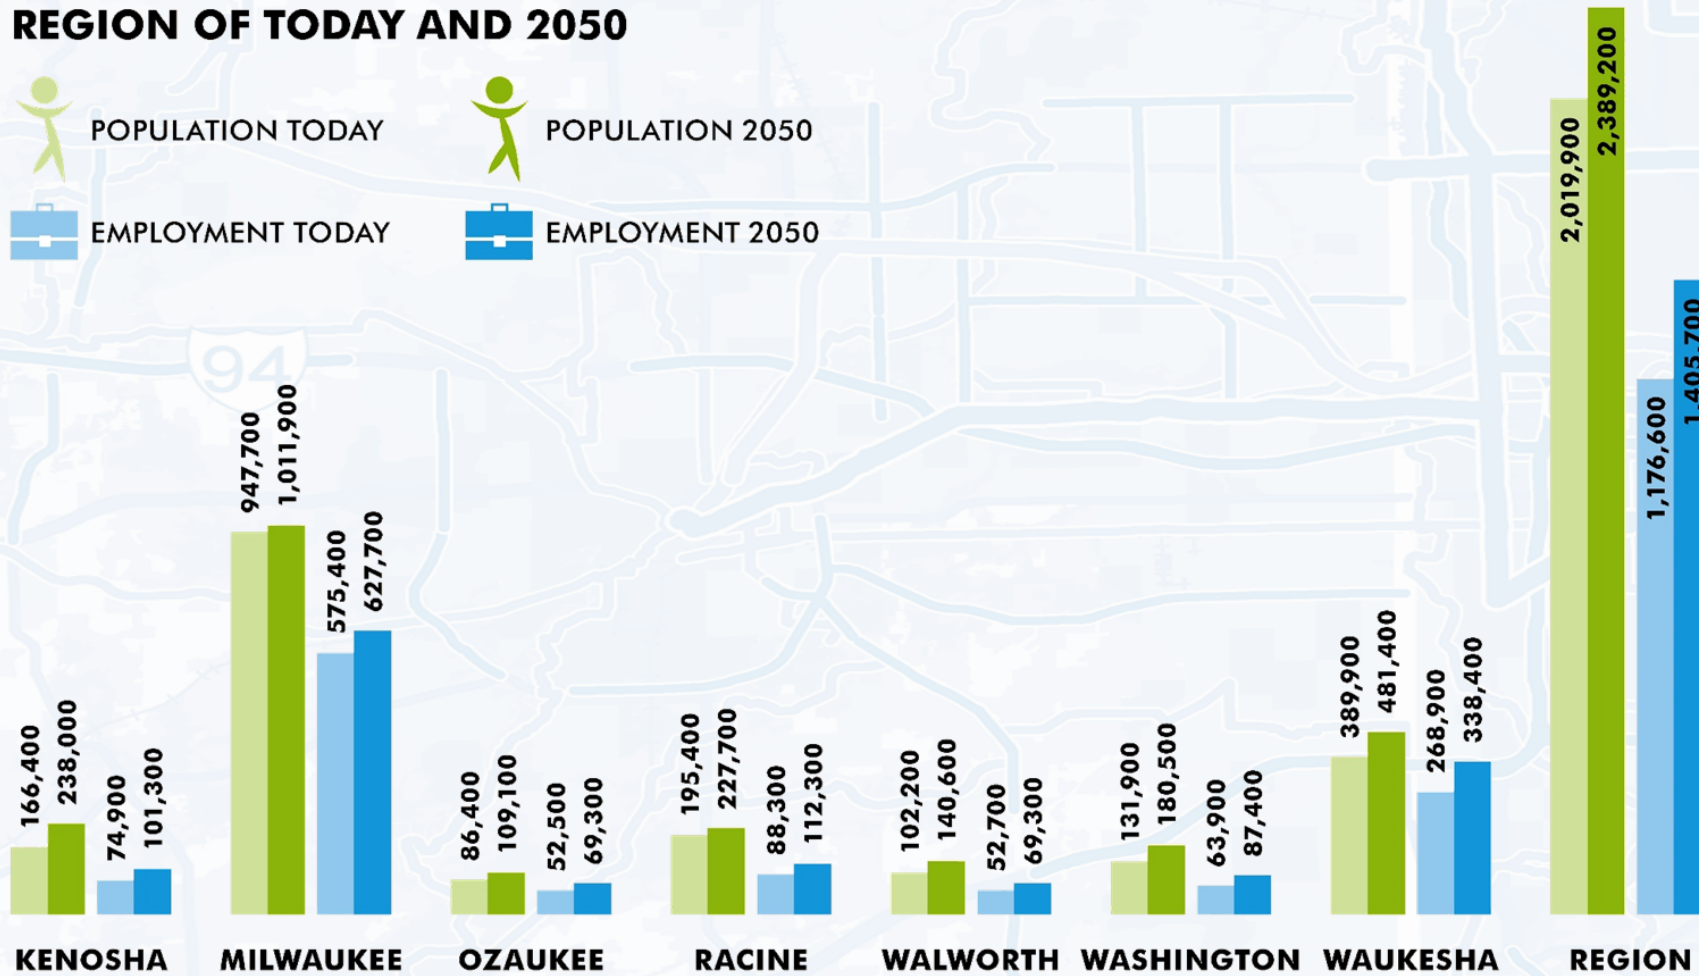 REGION OF TODAY AND 2050
POPULATION TODAY
POPULATION 2050
EMPLOYMENT TODAY
EMPLOYMENT 2050
94
166,400
238,000
74,900
101,300
947,700
1,011,900
575,400
627,700
86,400
109,100
52,500
69,300
195,400
227,700
88,300
112,300
102,200
140,600
52,700
69,300
131,900
180,500
63,900
87,400
389,900
481,400
268,900
338,400
2,019,900
2,389,200
1,176,600
1,405,700
KENOSHA
MILWAUKEE
OZAUKEE
RACINE
WALWORTH
WASHINGTON
WAUKESHA
REGION